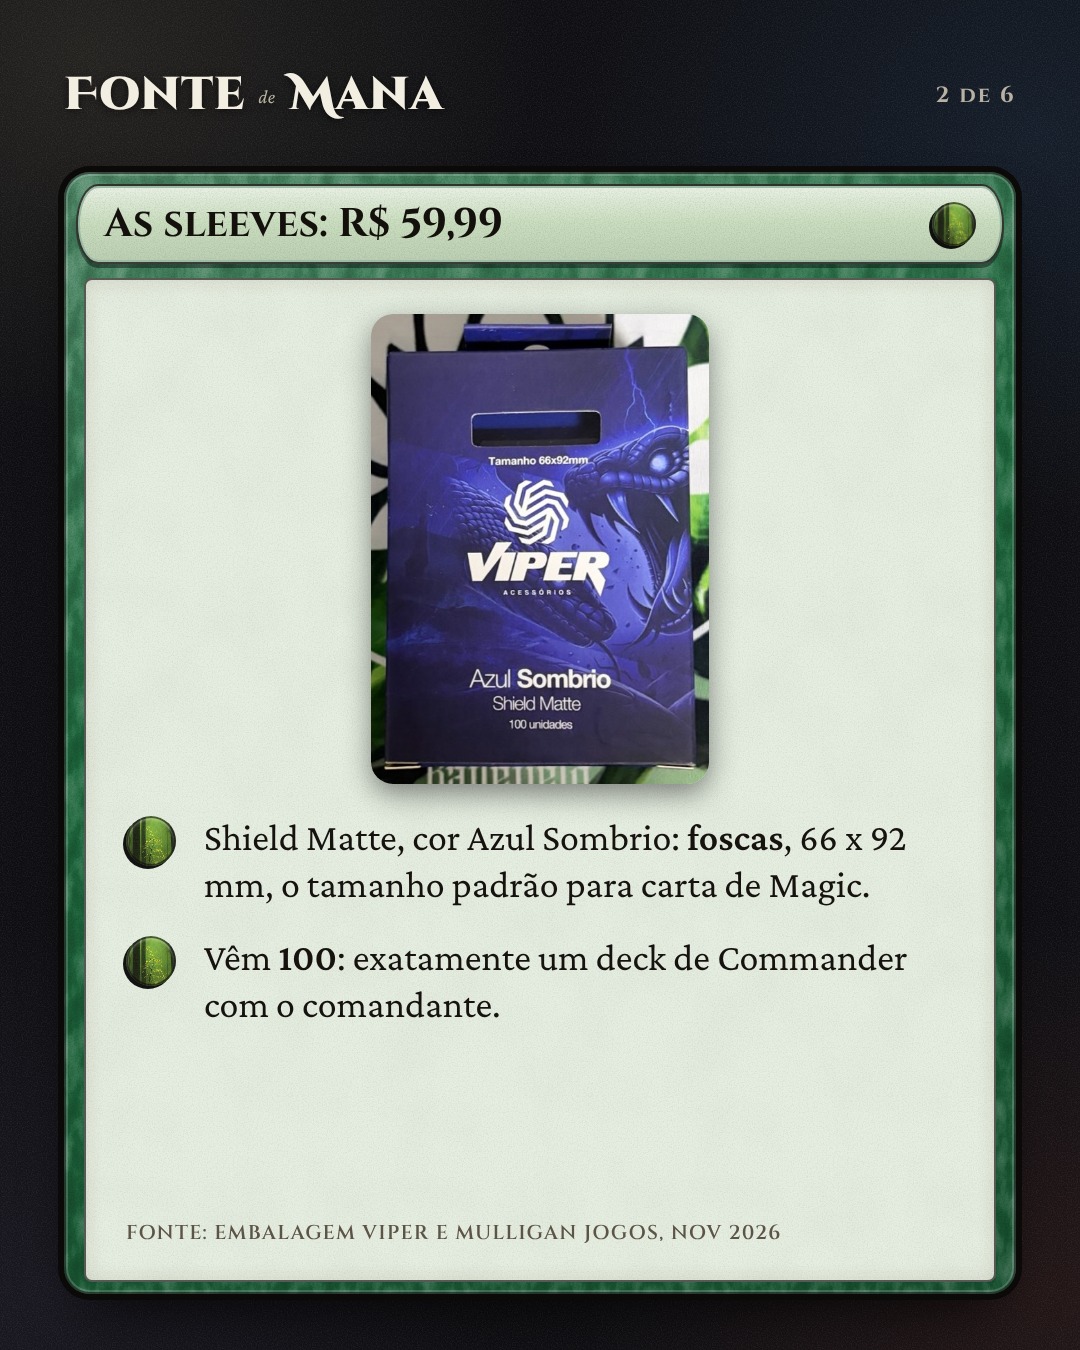 Fonte de Mana
2 de 6
As sleeves: R$ 59,99
Tamanho 66x92mm
VIPER
ACESSÓRIOS
Azul Sombrio
Shield Matte
100 unidades
Shield Matte, cor Azul Sombrio: foscas, 66 x 92
mm, o tamanho padrão para carta de Magic.
Vêm 100: exatamente um deck de Commander
com o comandante.
FONTE: EMBALAGEM VIPER E MULLIGAN JOGOS, NOV 2026